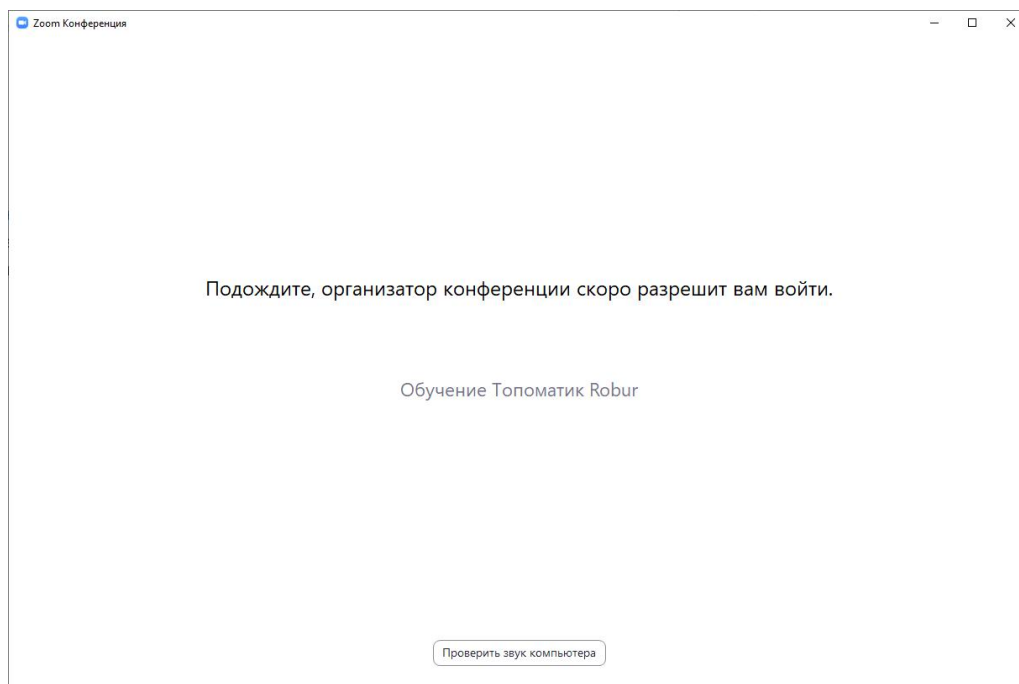 Zoom Конференция
Подождите, организатор конференции скоро разрешит вам войти.
Обучение Топоматик Robur
Проверить звук компьютера